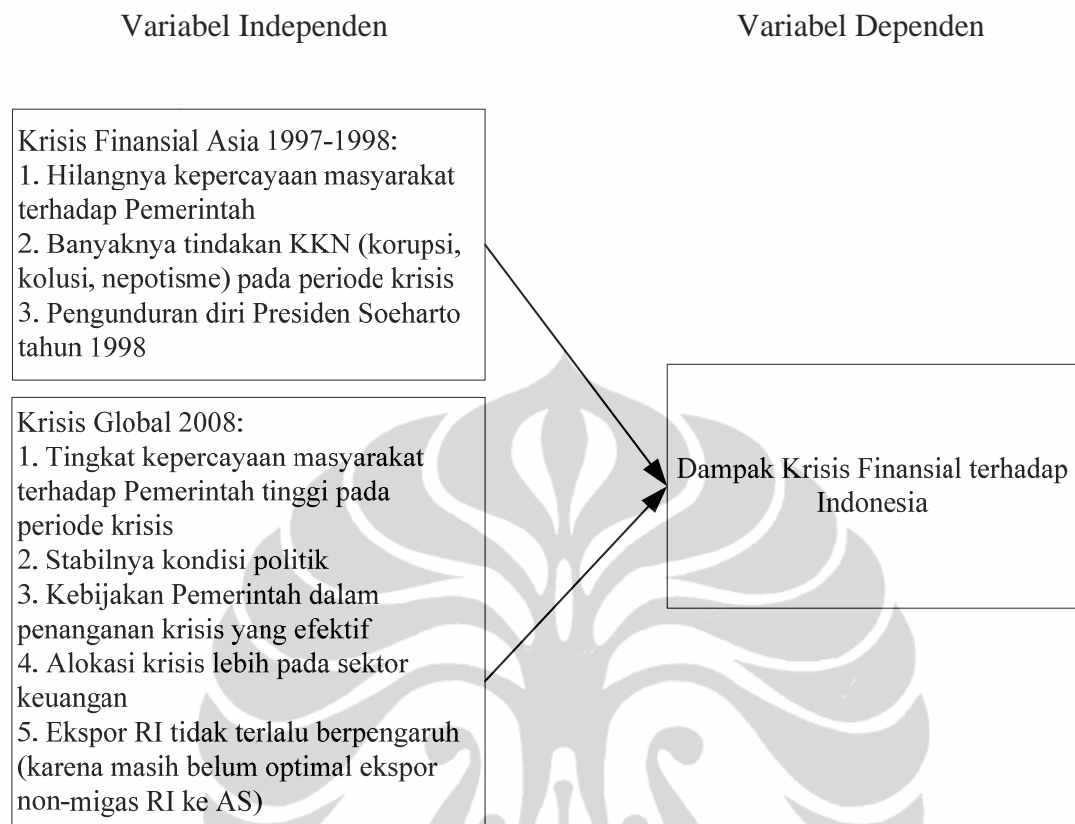 Variabel Independen
Variabel Dependen
Krisis Finansial Asia 1997-1998:
1. Hilangnya kepercayaan masyarakat
terhadap Pemerintah
2. Banyaknya tindakan KKN (korupsi,
kolusi, nepotisme) pada periode krisis
3. Pengunduran diri Presiden Soeharto
tahun 1998
Krisis Global 2008:
1. Tingkat kepercayaan masyarakat
terhadap Pemerintah tinggi pada
periode krisis
2. Stabilnya kondisi politik
3. Kebijakan Pemerintah dalam
penanganan krisis yang efektif
4. Alokasi krisis lebih pada sektor
keuangan
5. Ekspor RI tidak terlalu berpengaruh
(karena masih belum optimal ekspor
non-migas RI ke AS)
Dampak Krisis Finansial terhadap
Indonesia